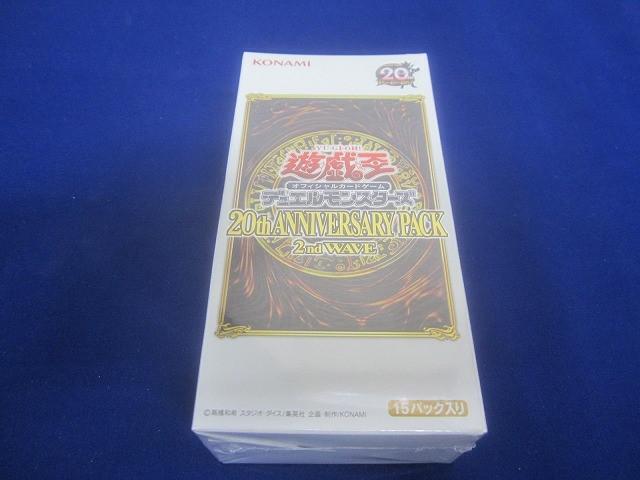 KONAMI
20th
YU-GI-OH!
遊戯王
オフィシャルカードゲーム
デュエルモンスターズ
20th ANNIVERSARY PACK
2nd WAVE
©高橋和希 スタジオ・ダイス/集英社 企画・制作/KONAMI
15パック入り